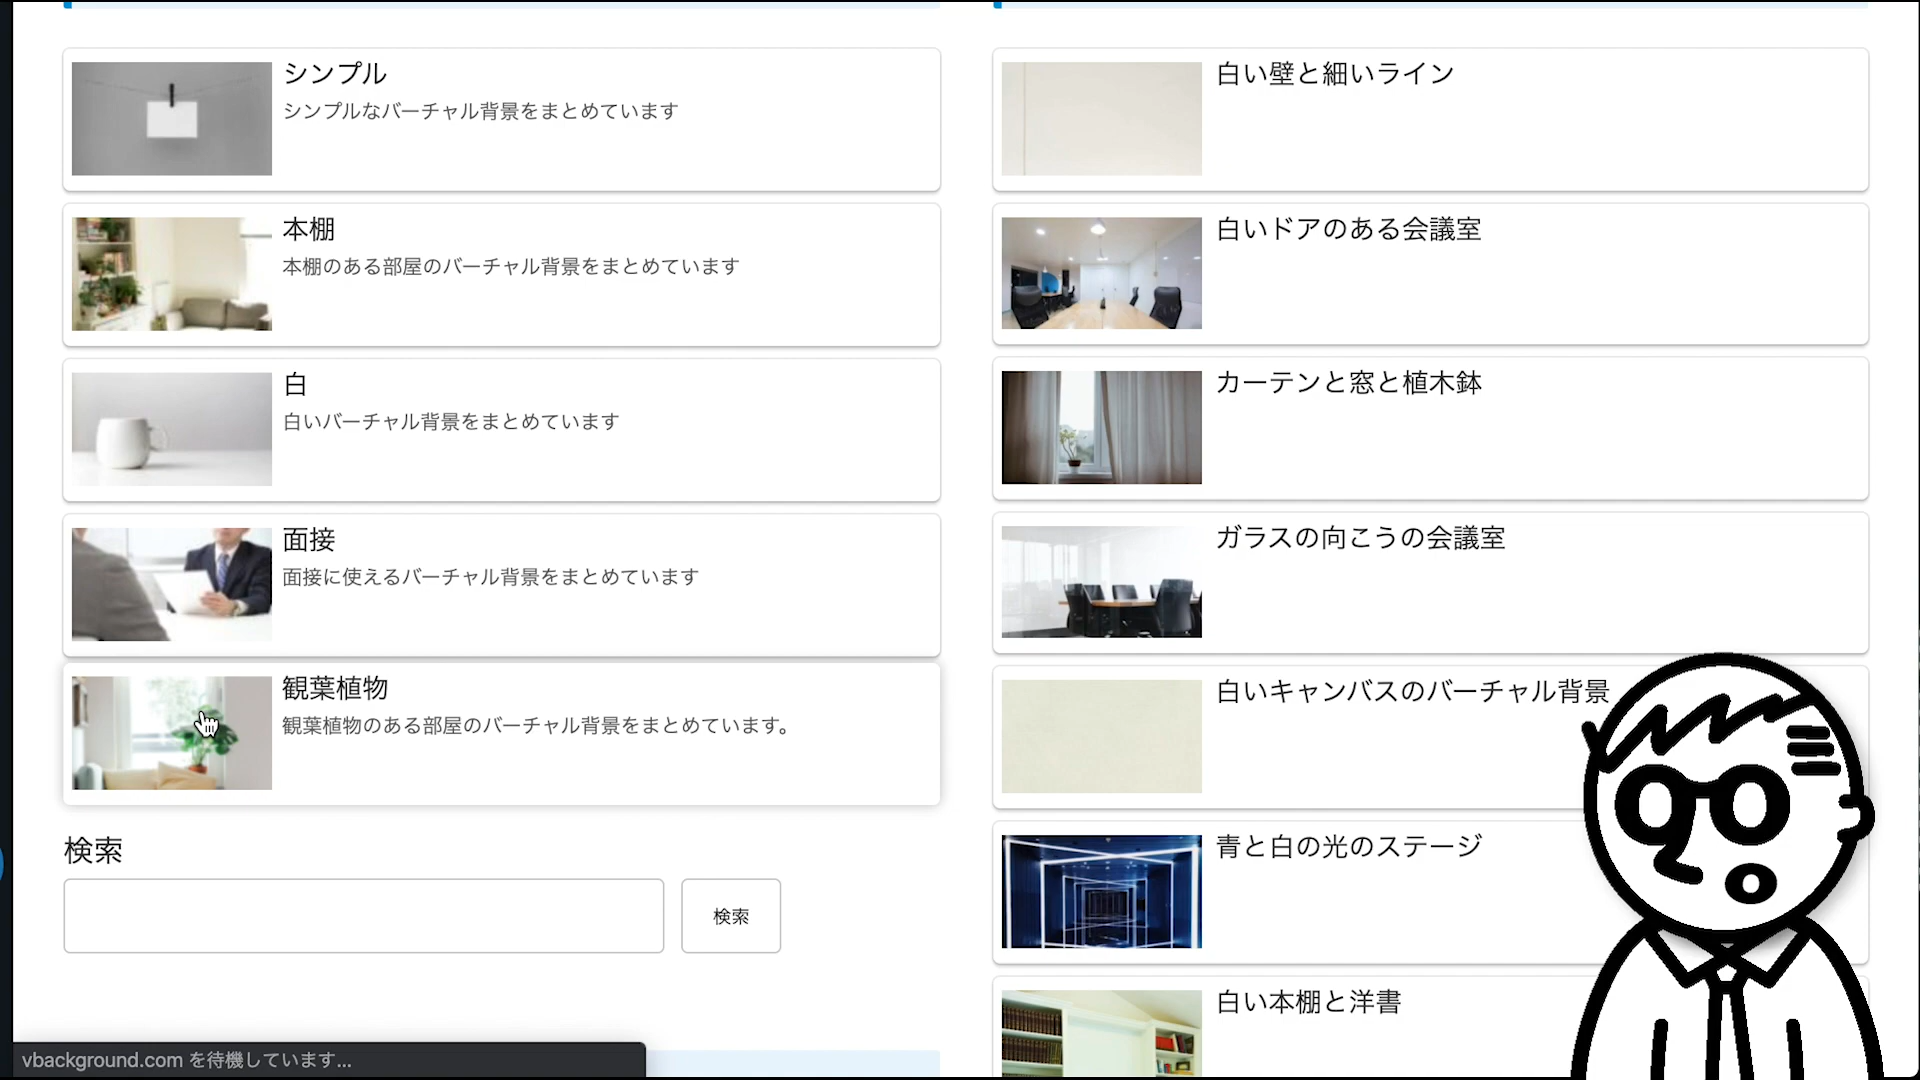 シンプル
シンプルなバーチャル背景をまとめています
本棚
本棚のある部屋のバーチャル背景をまとめています
白
白いバーチャル背景をまとめています
面接
面接に使えるバーチャル背景をまとめています
観葉植物
観葉植物のある部屋のバーチャル背景をまとめています。
検索
検索
白い壁と細いライン
白いドアのある会議室
カーテンと窓と植木鉢
ガラスの向こうの会議室
白いキャンバスのバーチャル背景
青と白の光のステージ
白い本棚と洋書
vbackground.com を待機しています...